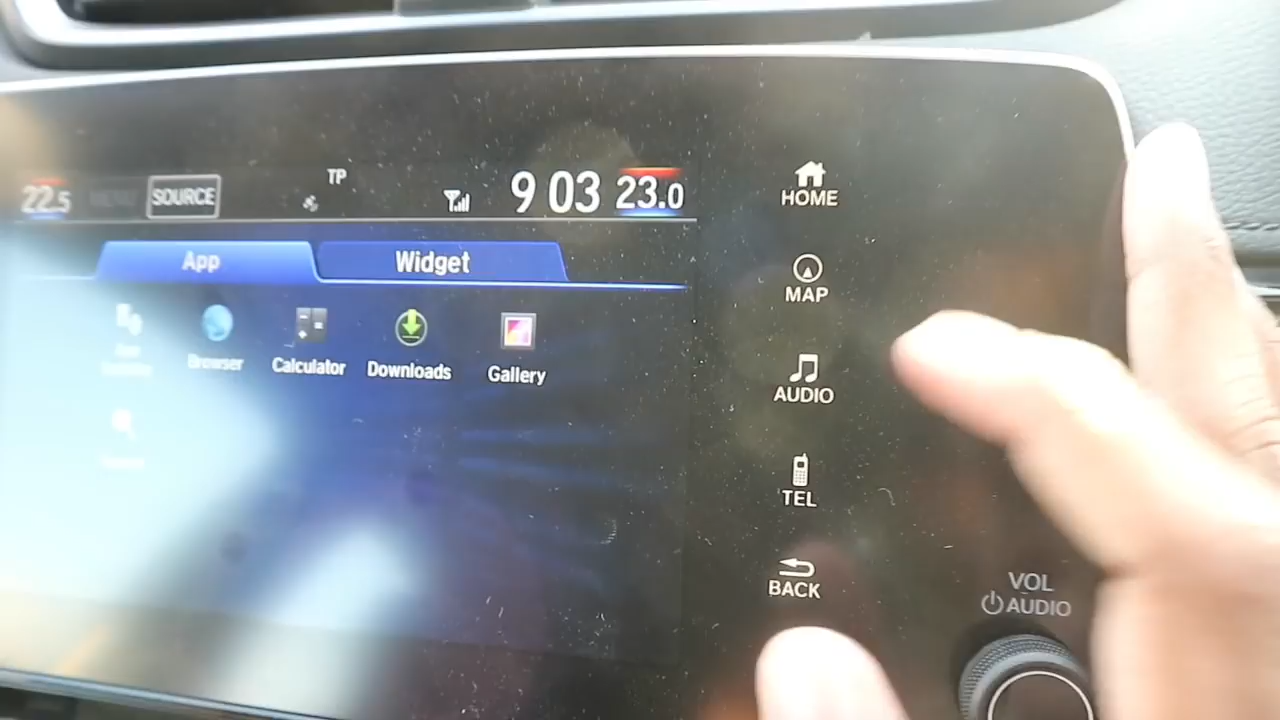 22.5
SOURCE
TP
9 03
23.0
HOME
App
Widget
MAP
Browser
Calculator
Downloads
Gallery
AUDIO
TEL
BACK
VOL
AUDIO